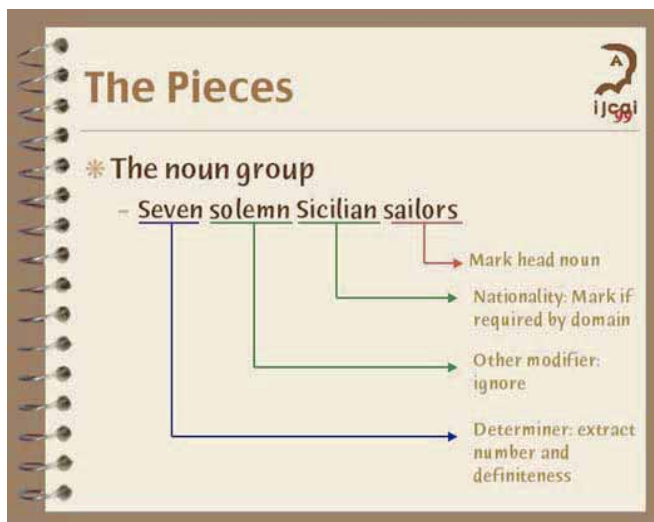 The Pieces
A
ijcai
99
The noun group
– Seven solemn Sicilian sailors
Mark head noun
Nationality: Mark if
required by domain
Other modifier:
ignore
Determiner: extract
number and
definiteness